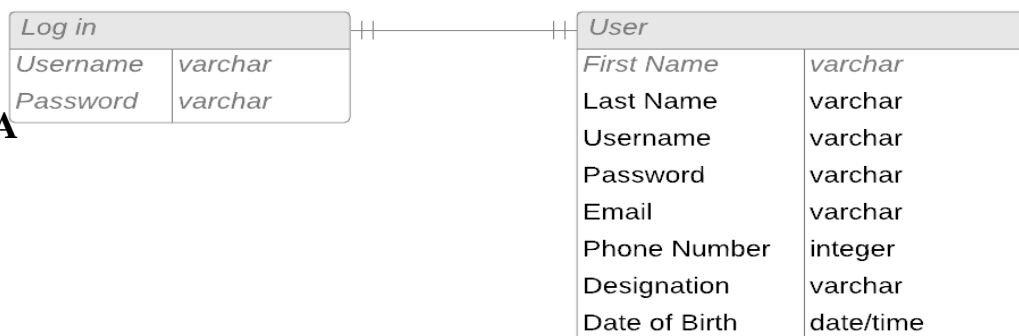 Log in
Username varchar
Password varchar
A
User
First Name varchar
Last Name varchar
Username varchar
Password varchar
Email varchar
Phone Number integer
Designation varchar
Date of Birth date/time